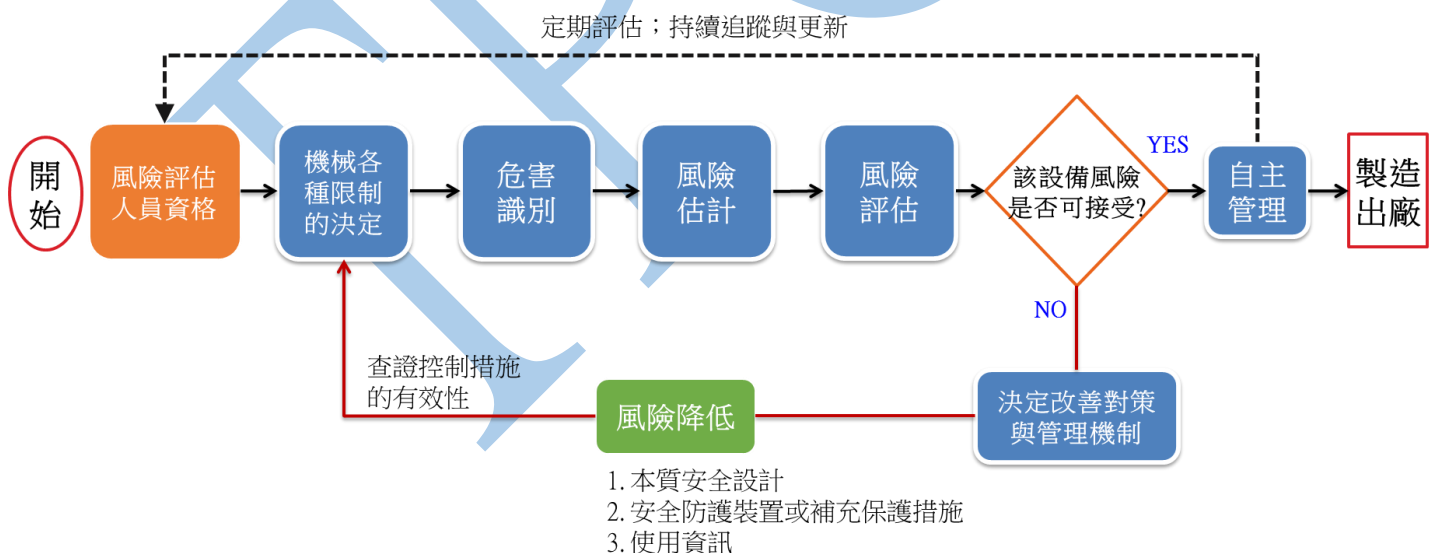 定期評估；持續追蹤與更新
開
始
風險評估
人員資格
機械各
種限制
的決定
危害
識別
風險
估計
風險
評估
該設備風險
是否可接受?
YES
自主
管理
製造
出廠
NO
決定改善對策
與管理機制
風險降低
查證控制措施
的有效性
1. 本質安全設計
2. 安全防護裝置或補充保護措施
3. 使用資訊